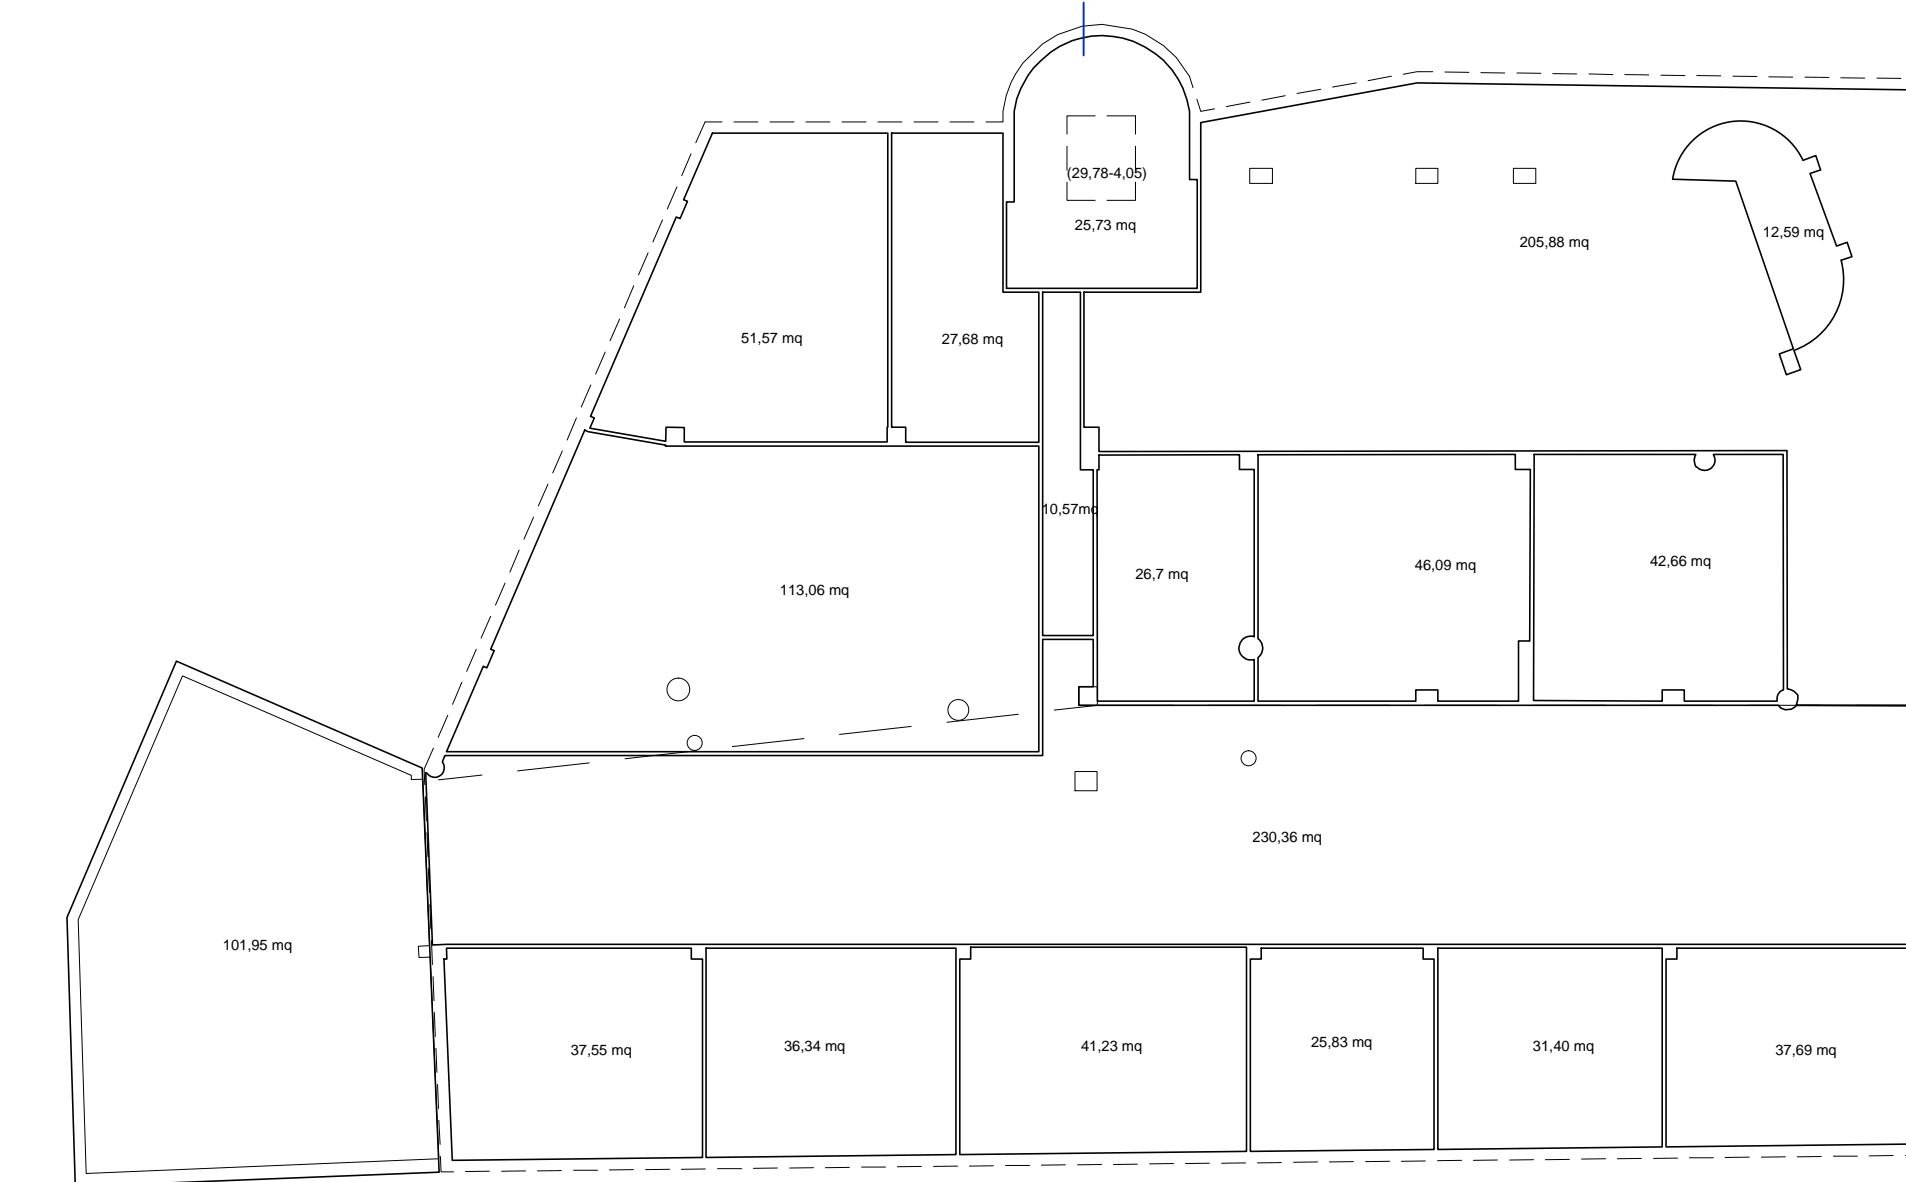 (29,78-4,05)
25,73 mq
205,88 mq
12,59 mq
51,57 mq
27,68 mq
10,57mq
113,06 mq
26,7 mq
46,09 mq
42,66 mq
230,36 mq
101,95 mq
37,55 mq
36,34 mq
41,23 mq
25,83 mq
31,40 mq
37,69 mq